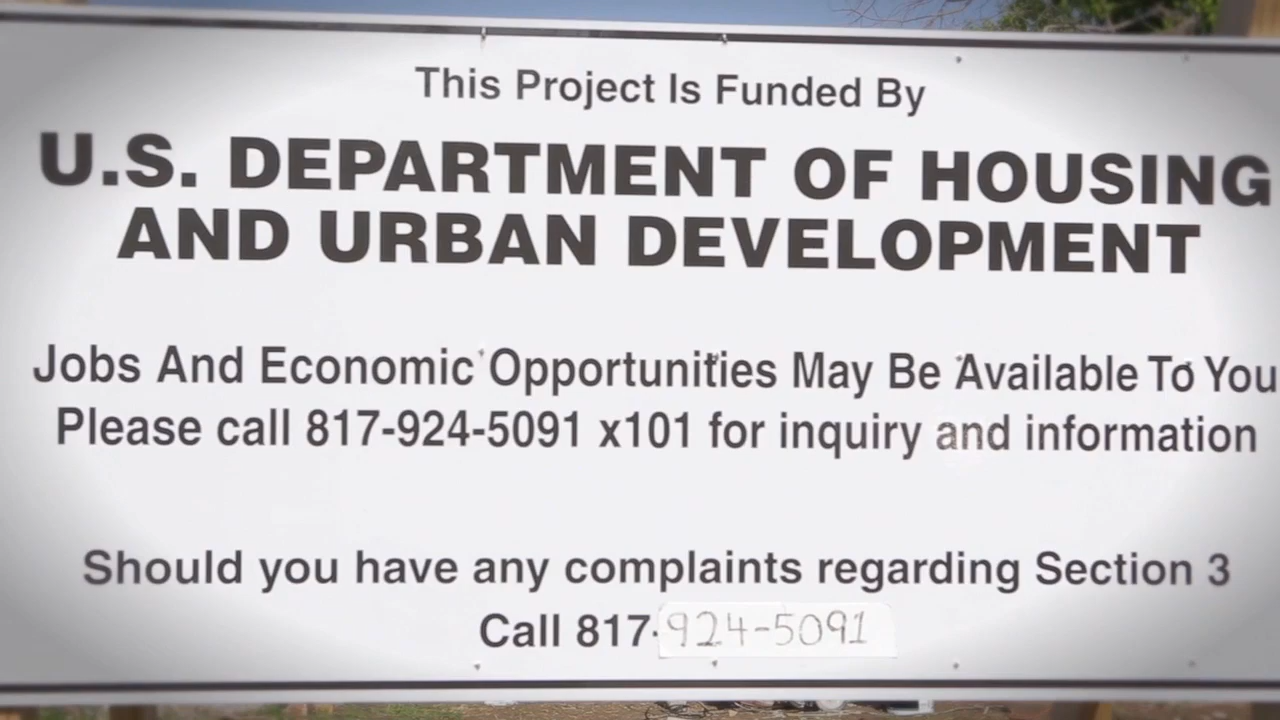 This Project Is Funded By
U.S. DEPARTMENT OF HOUSING
AND URBAN DEVELOPMENT
Jobs And Economic Opportunities May Be Available To You
Please call 817-924-5091 x101 for inquiry and information
Should you have any complaints regarding Section 3
Call 817-924-5091